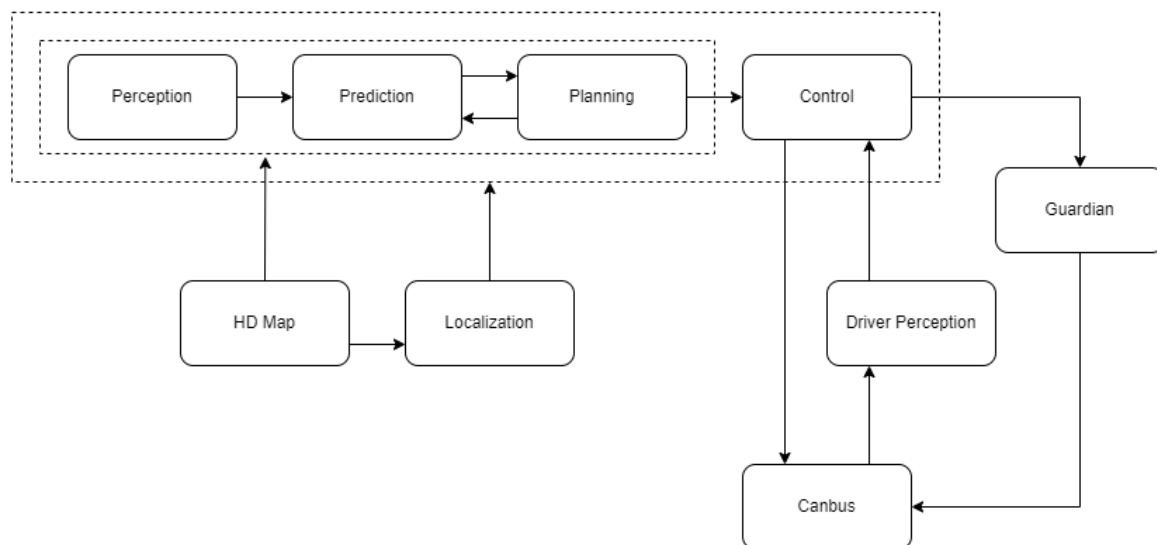 Perception
Prediction
Planning
Control
Guardian
HD Map
Localization
Driver Perception
Canbus